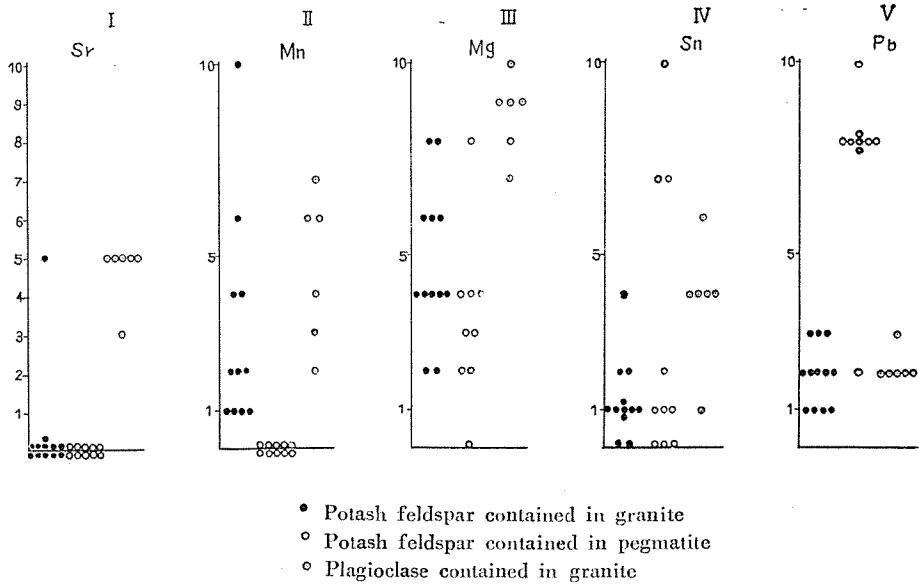 I II III IV V
Sr Mn Mg Sn Pb
10 10 10 10 10
9
8
7
6
5 5 5 5 5
4
3
2
1 1 1 1 1
● Potash feldspar contained in granite
○ Potash feldspar contained in pegmatite
⊙ Plagioclase contained in granite